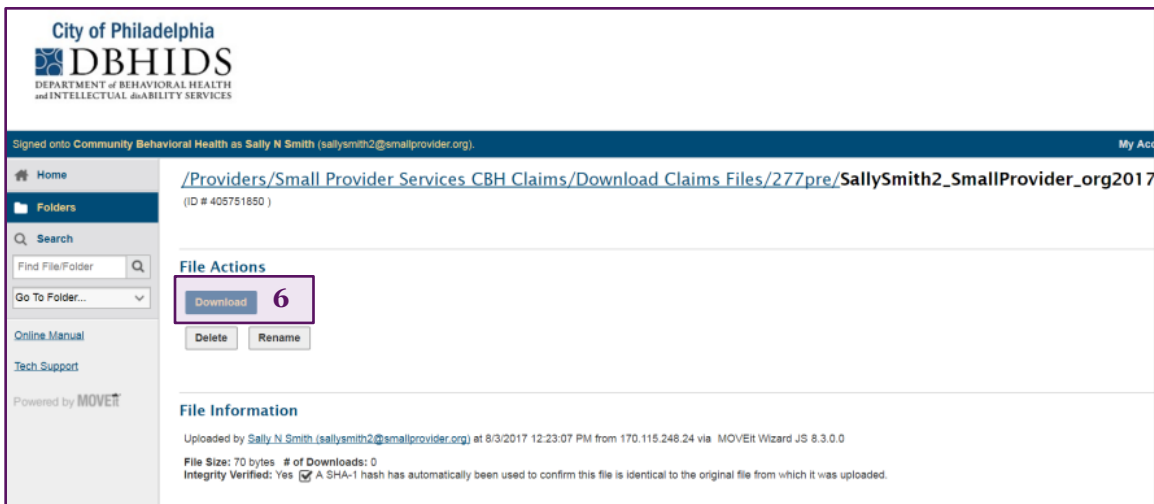 City of Philadelphia
DBHIDS
DEPARTMENT of BEHAVIORAL HEALTH
and INTELLECTUAL disABILITY SERVICES
Signed onto Community Behavioral Health as Sally N Smith (sallysmith2@smallprovider.org). My Acc
Home
Folders
Search
Find File/Folder
Go To Folder...
Online Manual
Tech Support
Powered by MOVEit
/Providers/Small Provider Services CBH Claims/Download Claims Files/277pre/SallySmith2_SmallProvider_org2017
(ID # 405751850 )
File Actions
Download 6
Delete Rename
File Information
Uploaded by Sally N Smith (sallysmith2@smallprovider.org) at 8/3/2017 12:23:07 PM from 170.115.248.24 via MOVEit Wizard JS 8.3.0.0
File Size: 70 bytes # of Downloads: 0
Integrity Verified: Yes A SHA-1 hash has automatically been used to confirm this file is identical to the original file from which it was uploaded.